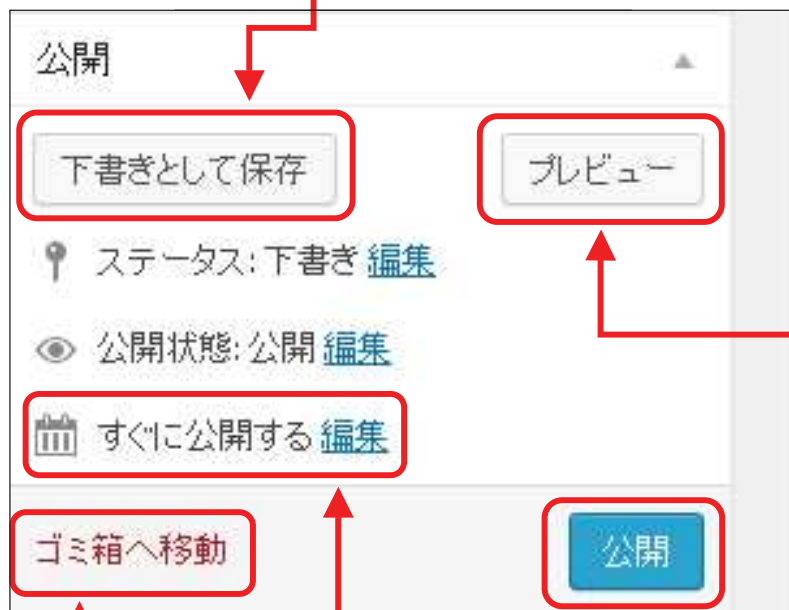 公開
下書きとして保存 プレビュー
ステータス: 下書き 編集
公開状態: 公開 編集
すぐに公開する 編集
ゴミ箱へ移動 公開